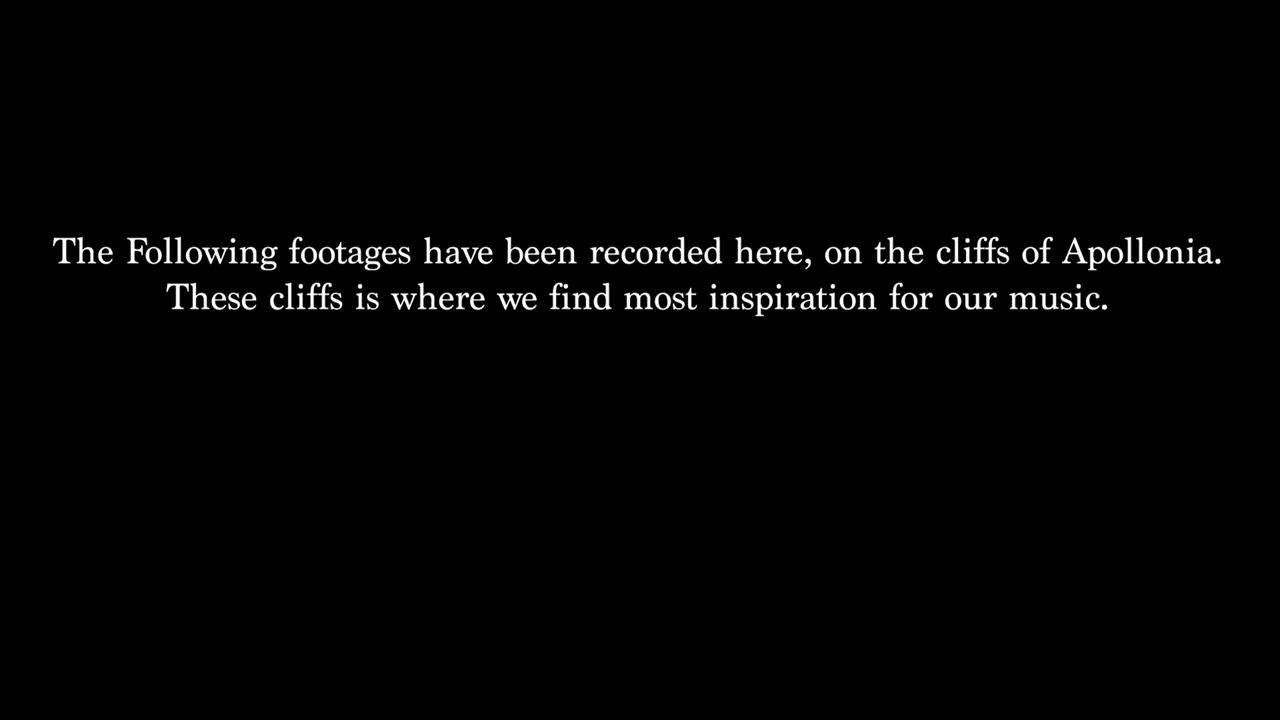 The Following footages have been recorded here, on the cliffs of Apollonia.
These cliffs is where we find most inspiration for our music.